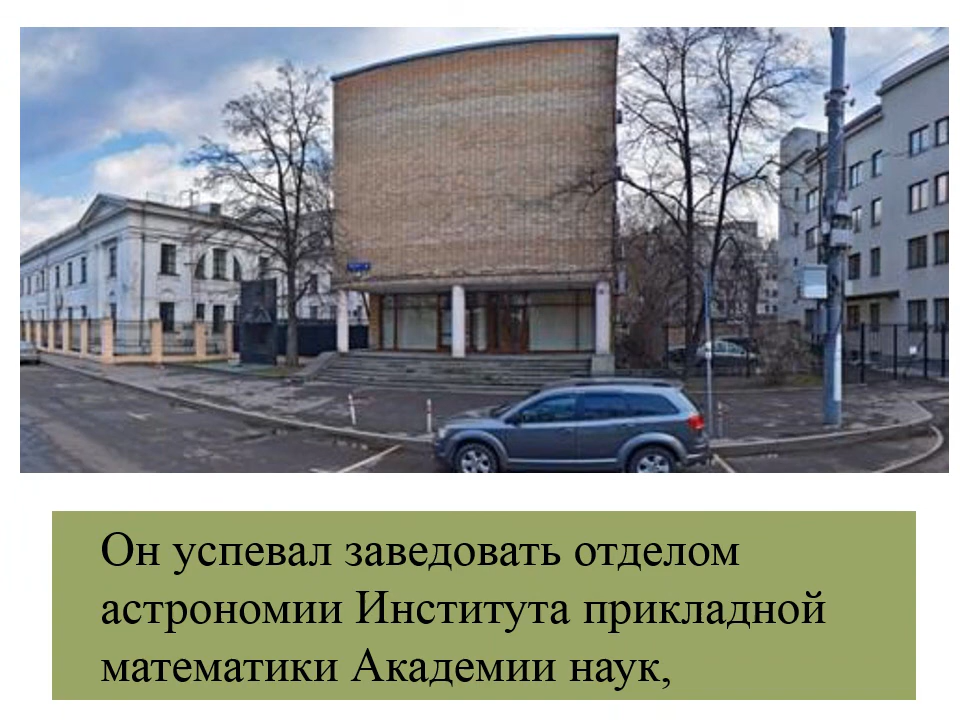 Он успевал заведовать отделом
астрономии Института прикладной
математики Академии наук,